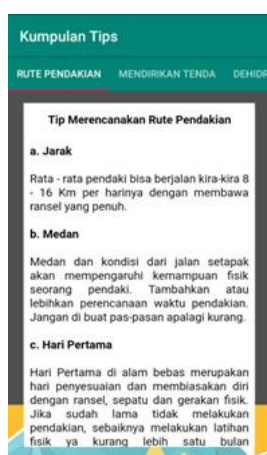 Kumpulan Tips
RUTE PENDAKIAN MENDIRIKAN TENDA DEHIDR
Tip Merencanakan Rute Pendakian
a. Jarak
Rata - rata pendaki bisa berjalan kira-kira 8
- 16 Km per harinya dengan membawa
ransel yang penuh.
b. Medan
Medan dan kondisi dari jalan setapak
akan mempengaruhi kemampuan fisik
seorang pendaki. Tambahkan atau
lebihkan perencanaan waktu pendakian.
Jangan di buat pas-pasan apalagi kurang.
c. Hari Pertama
Hari Pertama di alam bebas merupakan
hari penyesuaian dan membiasakan diri
dengan ransel, sepatu dan gerakan fisik.
Jika sudah lama tidak melakukan
pendakian, sebaiknya melakukan latihan
fisik ya kurang lebih satu bulan